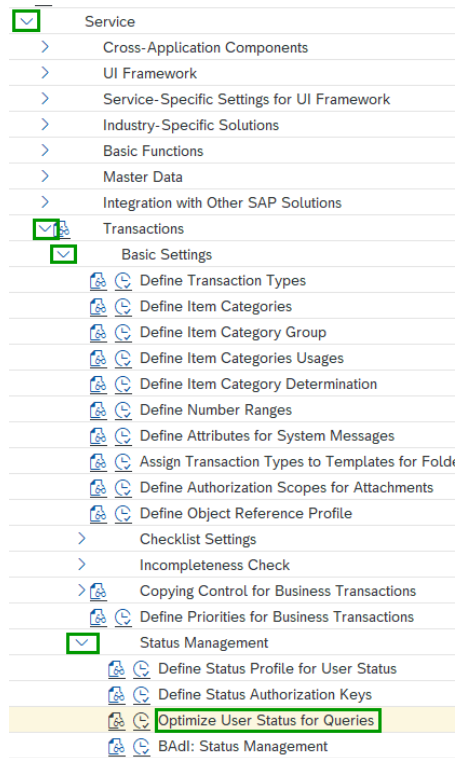 Service
Cross-Application Components
UI Framework
Service-Specific Settings for UI Framework
Industry-Specific Solutions
Basic Functions
Master Data
Integration with Other SAP Solutions
Transactions
Basic Settings
Define Transaction Types
Define Item Categories
Define Item Category Group
Define Item Categories Usages
Define Item Category Determination
Define Number Ranges
Define Attributes for System Messages
Assign Transaction Types to Templates for Folde
Define Authorization Scopes for Attachments
Define Object Reference Profile
Checklist Settings
Incompleteness Check
Copying Control for Business Transactions
Define Priorities for Business Transactions
Status Management
Define Status Profile for User Status
Define Status Authorization Keys
Optimize User Status for Queries
BAdI: Status Management